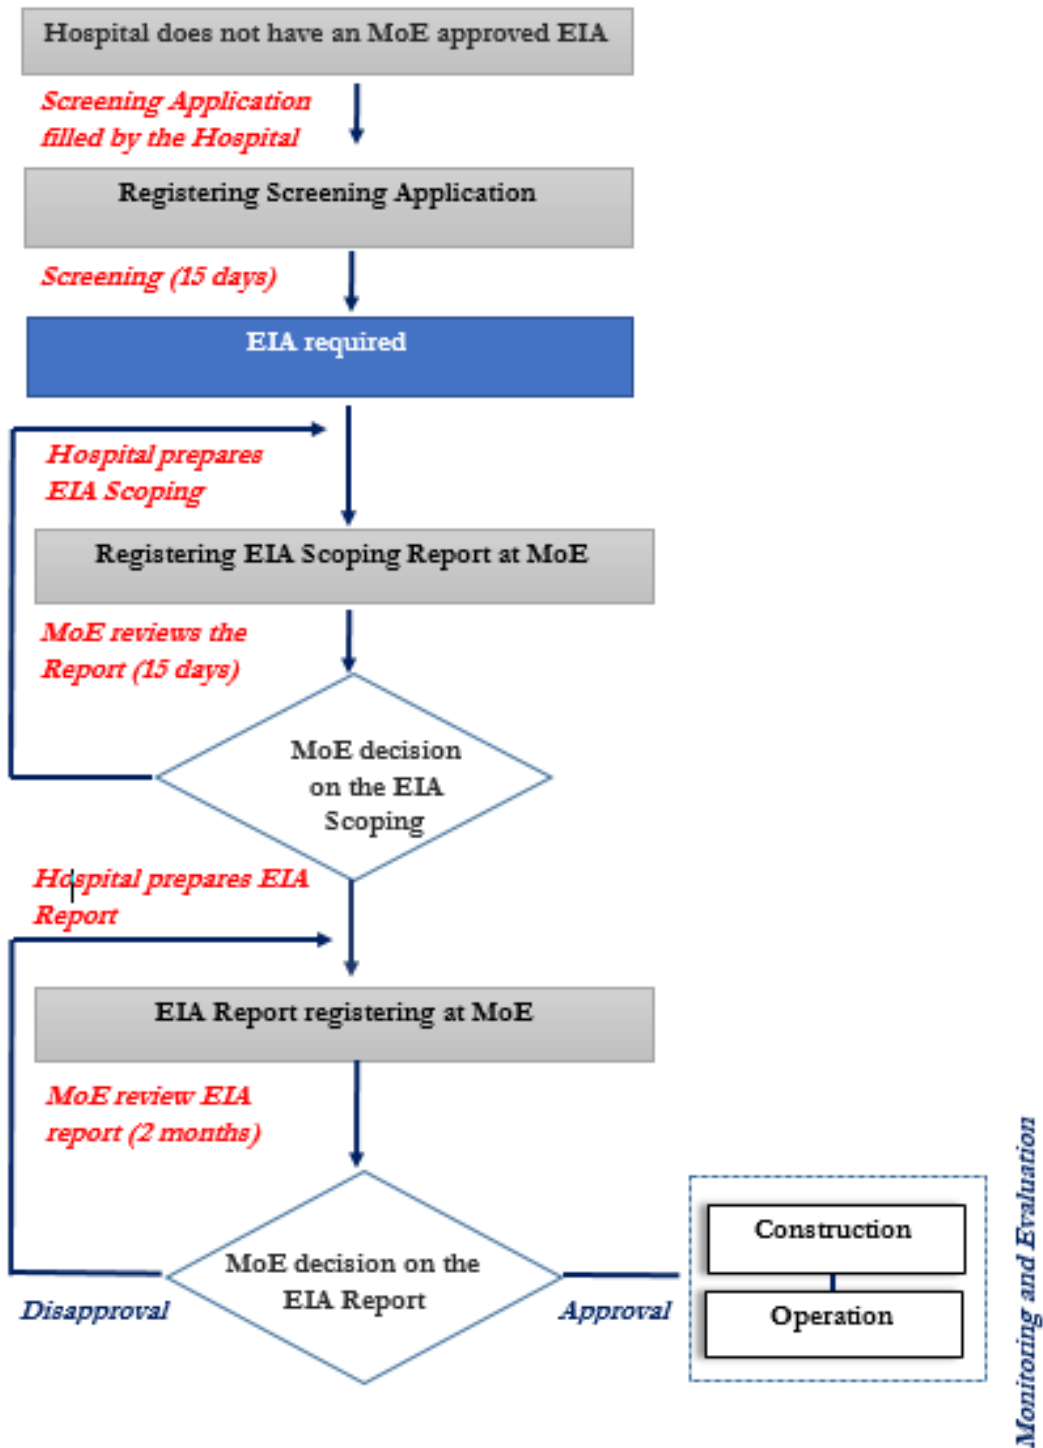 Hospital does not have an MoE approved EIA
Screening Application
filled by the Hospital
Registering Screening Application
Screening (15 days)
EIA required
Hospital prepares
EIA Scoping
Registering EIA Scoping Report at MoE
MoE reviews the
Report (15 days)
MoE decision
on the EIA
Scoping
Hospital prepares EIA
Report
EIA Report registering at MoE
MoE review EIA
report (2 months)
MoE decision on the
EIA Report
Disapproval
Approval
Construction
Operation
Monitoring and Evaluation